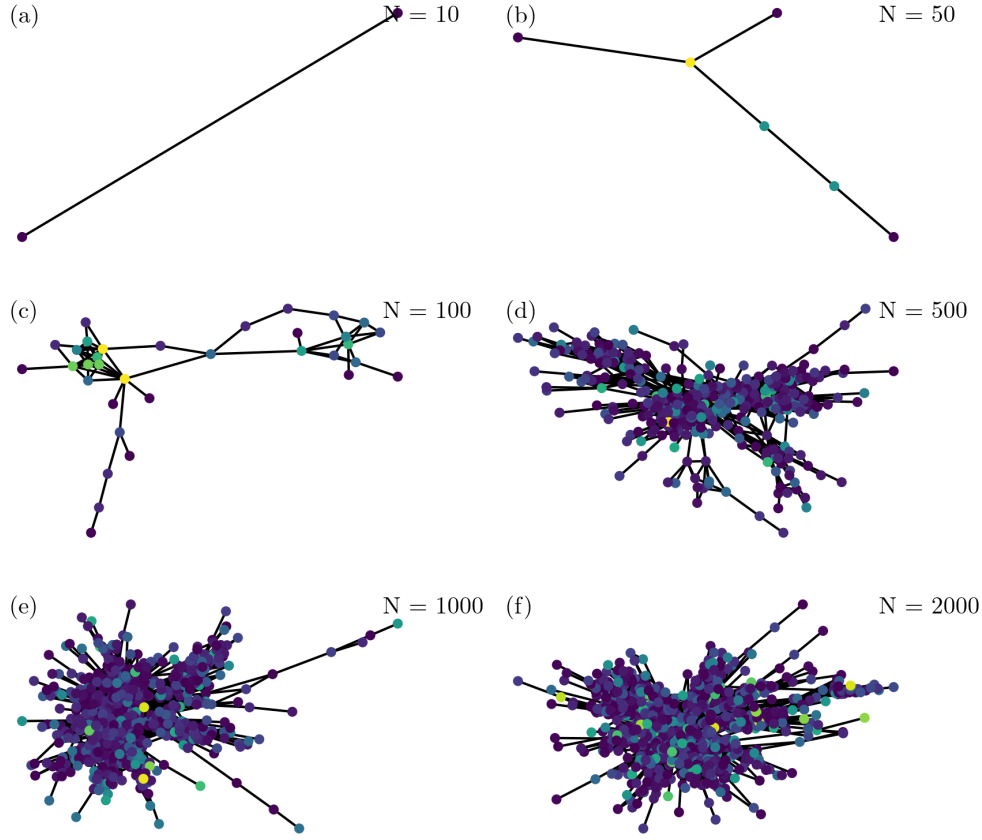 (a) N = 10
(b) N = 50
(c) N = 100
(d) N = 500
(e) N = 1000
(f) N = 2000